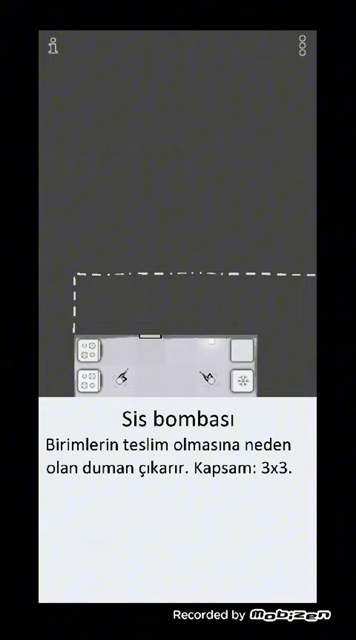 Sis bombası
Birimlerin teslim olmasına neden
olan duman çıkarır. Kapsam: 3x3.
Recorded by mobizen